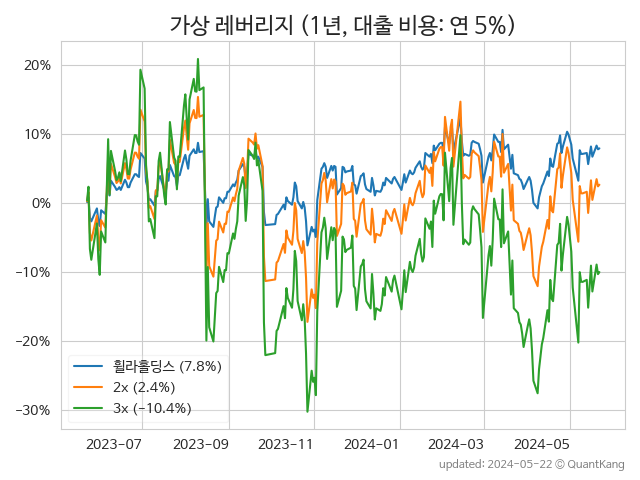 가상 레버리지 (1년, 대출 비용: 연 5%)
20%
10%
0%
−10%
−20%
−30%
휠라홀딩스 (7.8%)
2x (2.4%)
3x (−10.4%)
2023-07
2023-09
2023-11
2024-01
2024-03
2024-05
updated: 2024-05-22 © QuantKang